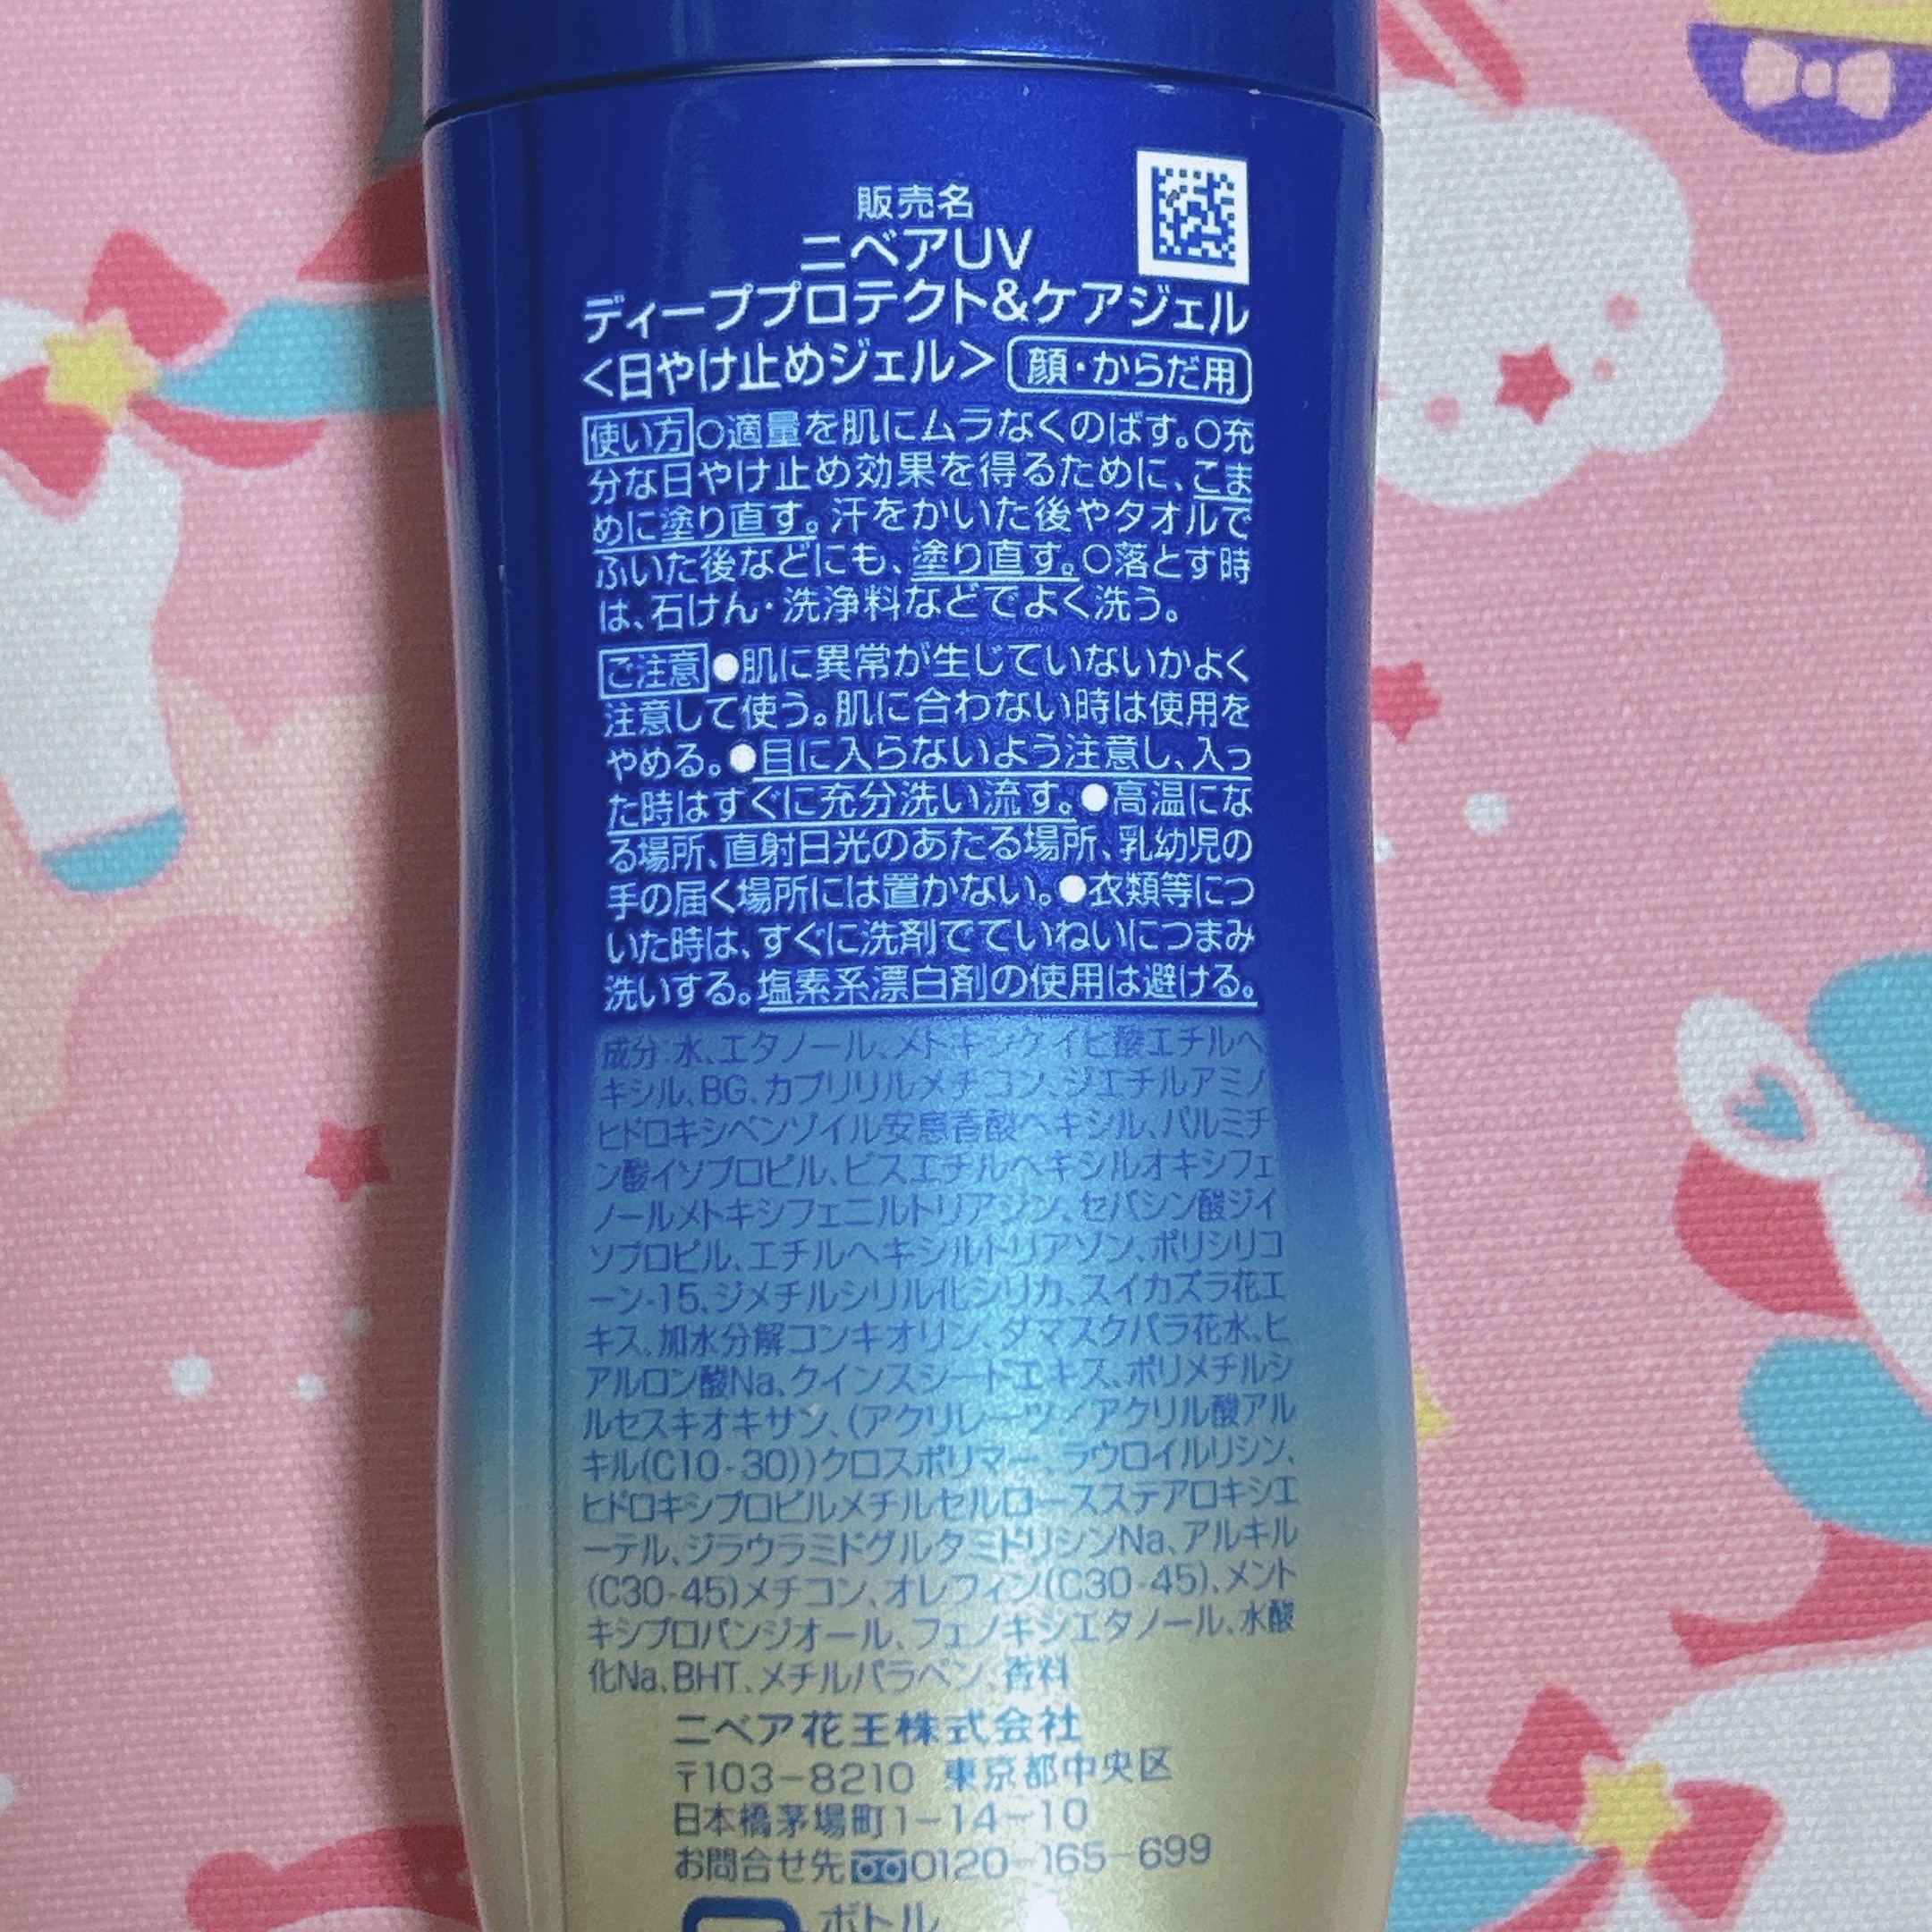 販売名
ニベアUV
ディーププロテクト&ケアジェル
<日やけ止めジェル> 顔・からだ用
使い方 ○適量を肌にムラなくのばす。○充
分な日やけ止め効果を得るために、こま
めに塗り直す。汗をかいた後やタオルで
ふいた後などにも、塗り直す。○落とす時
は、石けん・洗浄料などでよく洗う。
ご注意 ●肌に異常が生じていないかよく
注意して使う。肌に合わない時は使用を
やめる。●目に入らないよう注意し、入っ
た時はすぐに充分洗い流す。●高温にな
る場所、直射日光のあたる場所、乳幼児の
手の届く場所には置かない。●衣類等につ
いた時は、すぐに洗剤でていねいにつまみ
洗いする。塩素系漂白剤の使用は避ける。
成分:水、エタノール、メトキシケイヒ酸エチルヘ
キシル、BG、カプリリルメチコン、ジエチルアミノ
ヒドロキシベンゾイル安息香酸ヘキシル、パルミチ
ン酸イソプロピル、ビスエチルヘキシルオキシフェ
ノールメトキシフェニルトリアジン、セバシン酸ジイ
ソプロピル、エチルヘキシルトリアゾン、ポリシリコ
ーン-15、ジメチルシリル化シリカ、スイカズラ花エ
キス、加水分解コンキオリン、ダマスクバラ花水、ヒ
アルロン酸Na、クインスシードエキス、ポリメチルシ
ルセスキオキサン、(アクリレーツ/アクリル酸アル
キル(C10-30))クロスポリマー、ラウロイルリシン、
ヒドロキシプロピルメチルセルロースステアロキシエ
ーテル、ジラウラミドグルタミドリシンNa、アルキル
(C30-45)メチコン、オレフィン(C30-45)、メント
キシプロパンジオール、フェノキシエタノール、水酸
化Na、BHT、メチルパラベン、香料
ニベア花王株式会社
〒103-8210 東京都中央区
日本橋茅場町1-14-10
お問合せ先 0120-165-699
ボトル